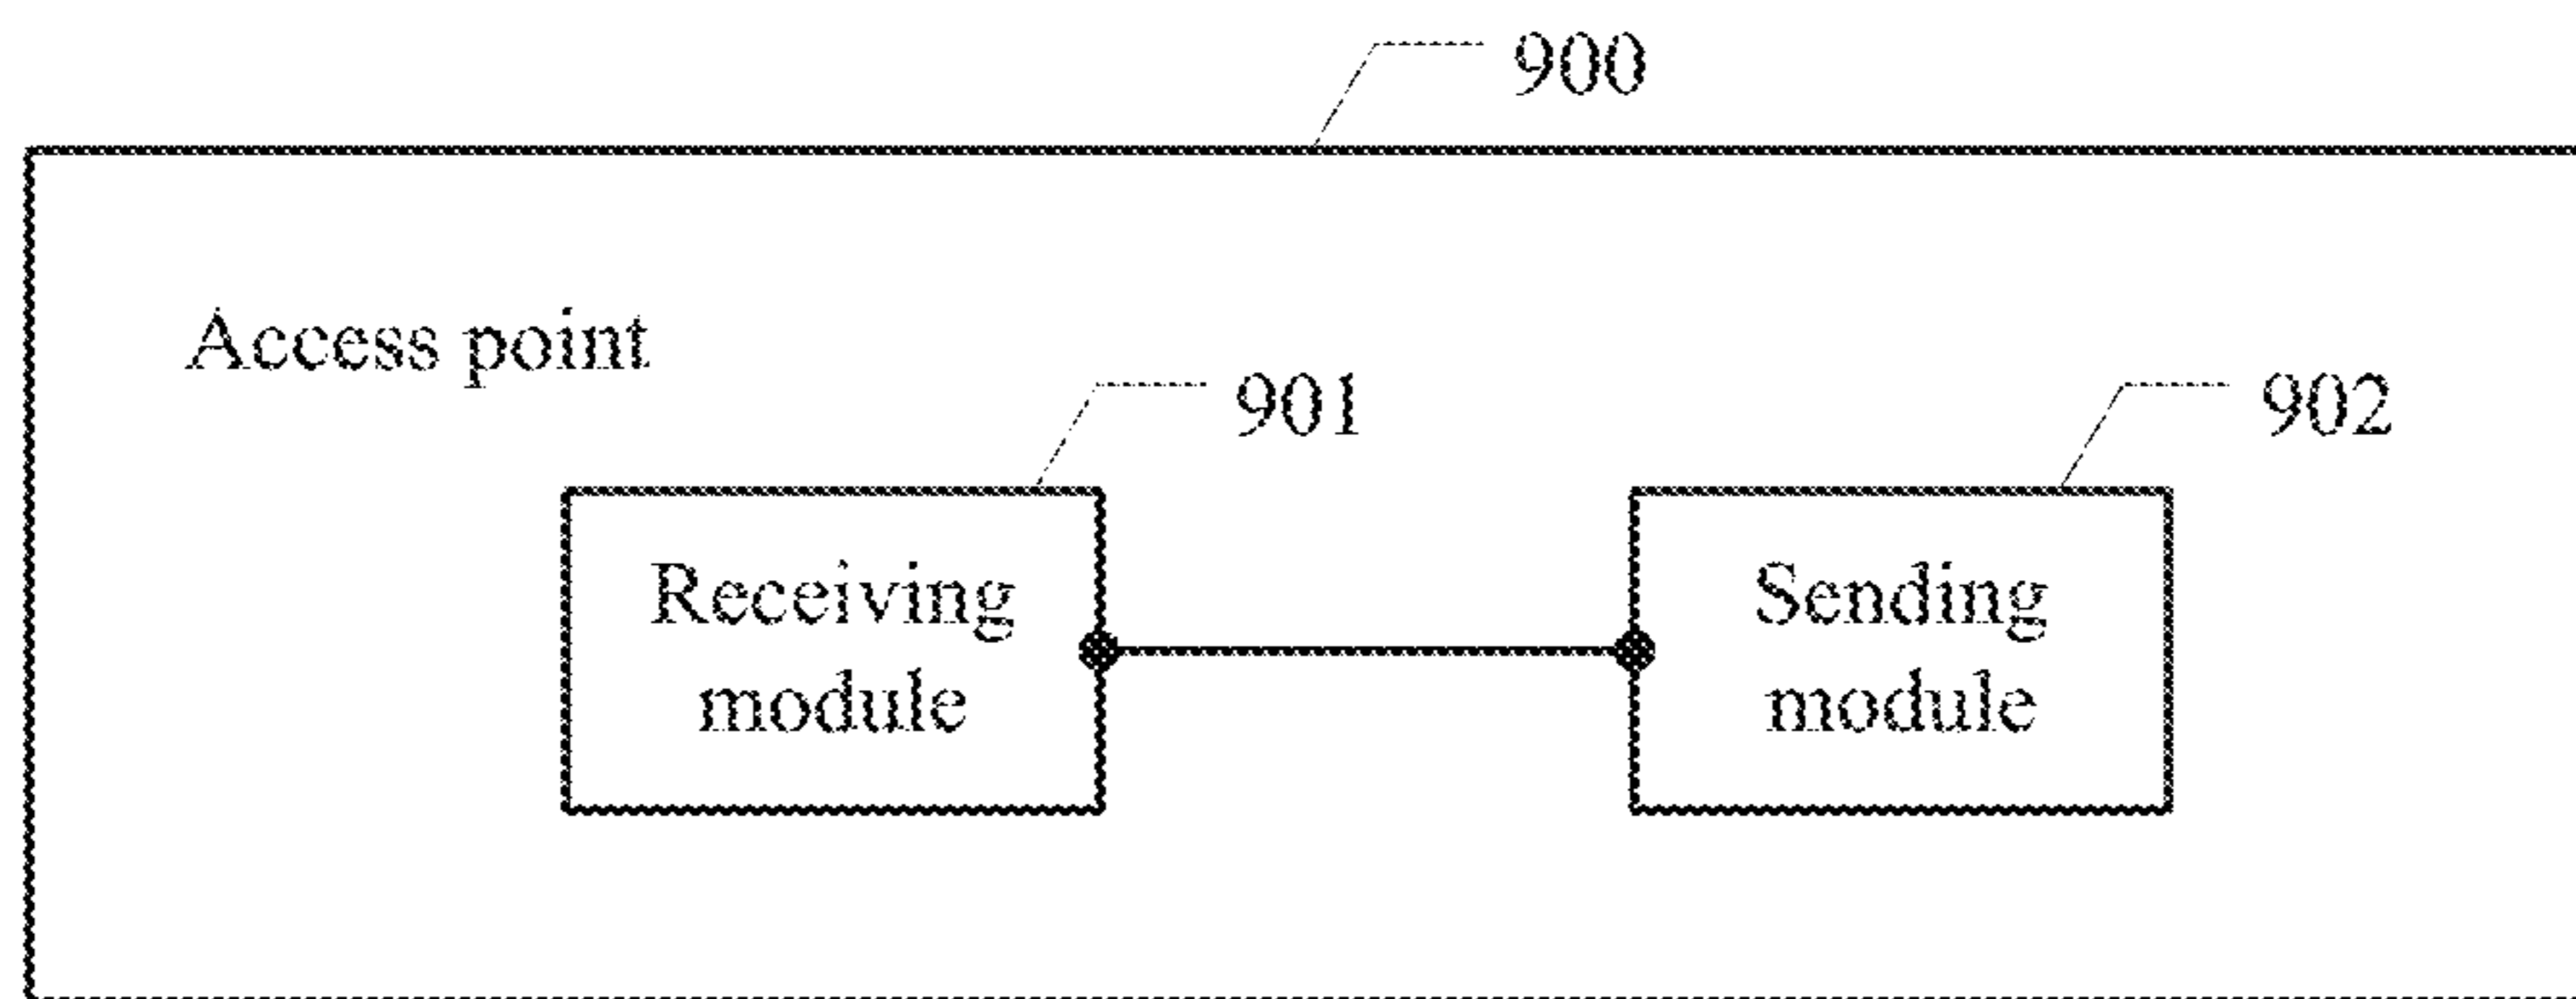 900
Access point
901
902
Receiving
module
Sending
module